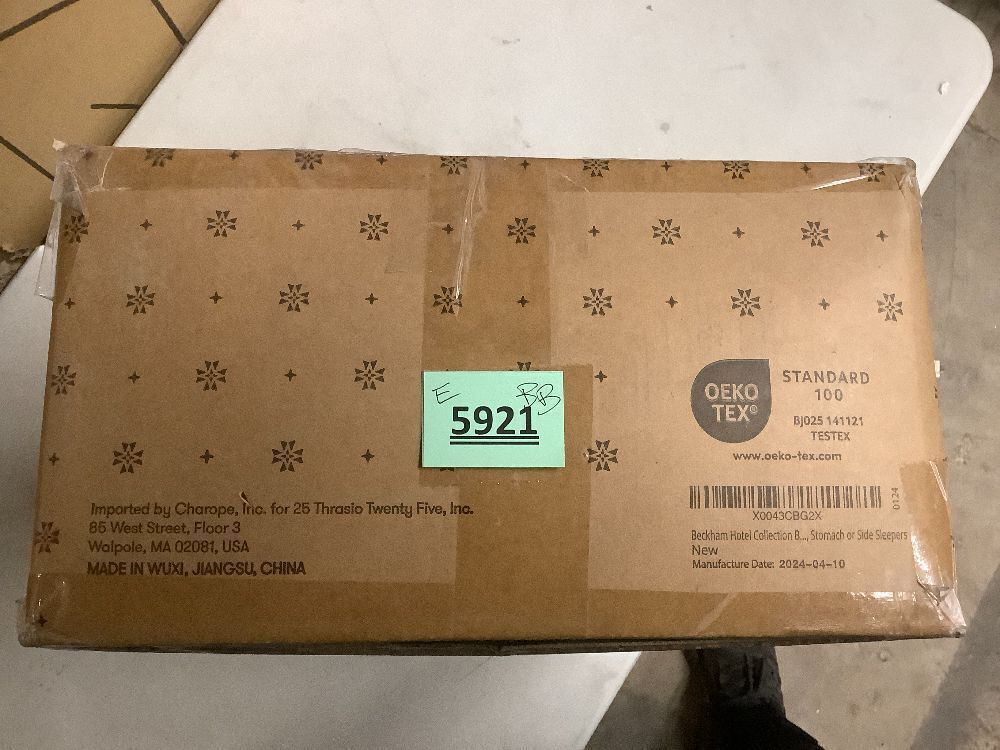 E BB
5921
OEKO
TEX®
STANDARD
100
BJ025 141121
TESTEX
www.oeko-tex.com
X0043CBG2X
0124
Beckham Hotel Collection B..., Stomach or Side Sleepers
New
Manufacture Date: 2024-04-10
Imported by Charope, Inc. for 25 Thrasio Twenty Five, Inc.
85 West Street, Floor 3
Walpole, MA 02081, USA
MADE IN WUXI, JIANGSU, CHINA